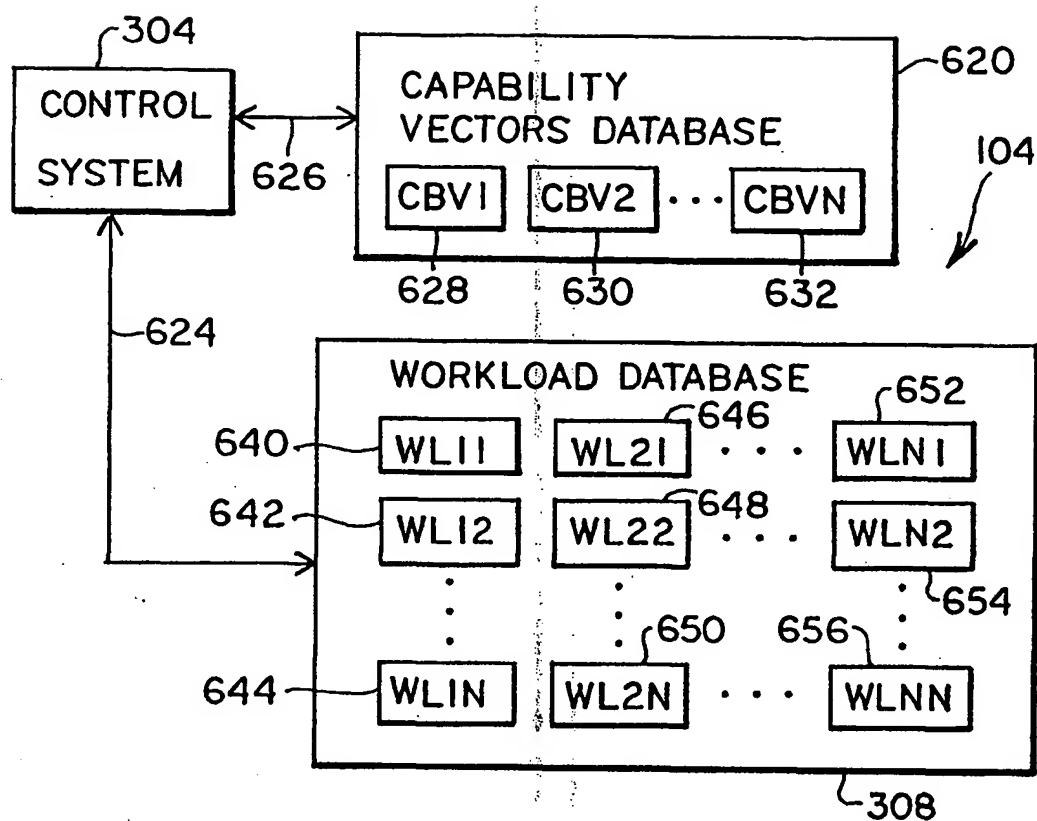 304
CONTROL
SYSTEM
626
CAPABILITY
VECTORS DATABASE
620
CBV1
CBV2
...
CBVN
628
630
632
104
624
WORKLOAD DATABASE
640
WL11
646
WL21
...
652
WLN1
642
WL12
648
WL22
...
WLN2
654
644
WL1N
650
WL2N
...
656
WLNN
308